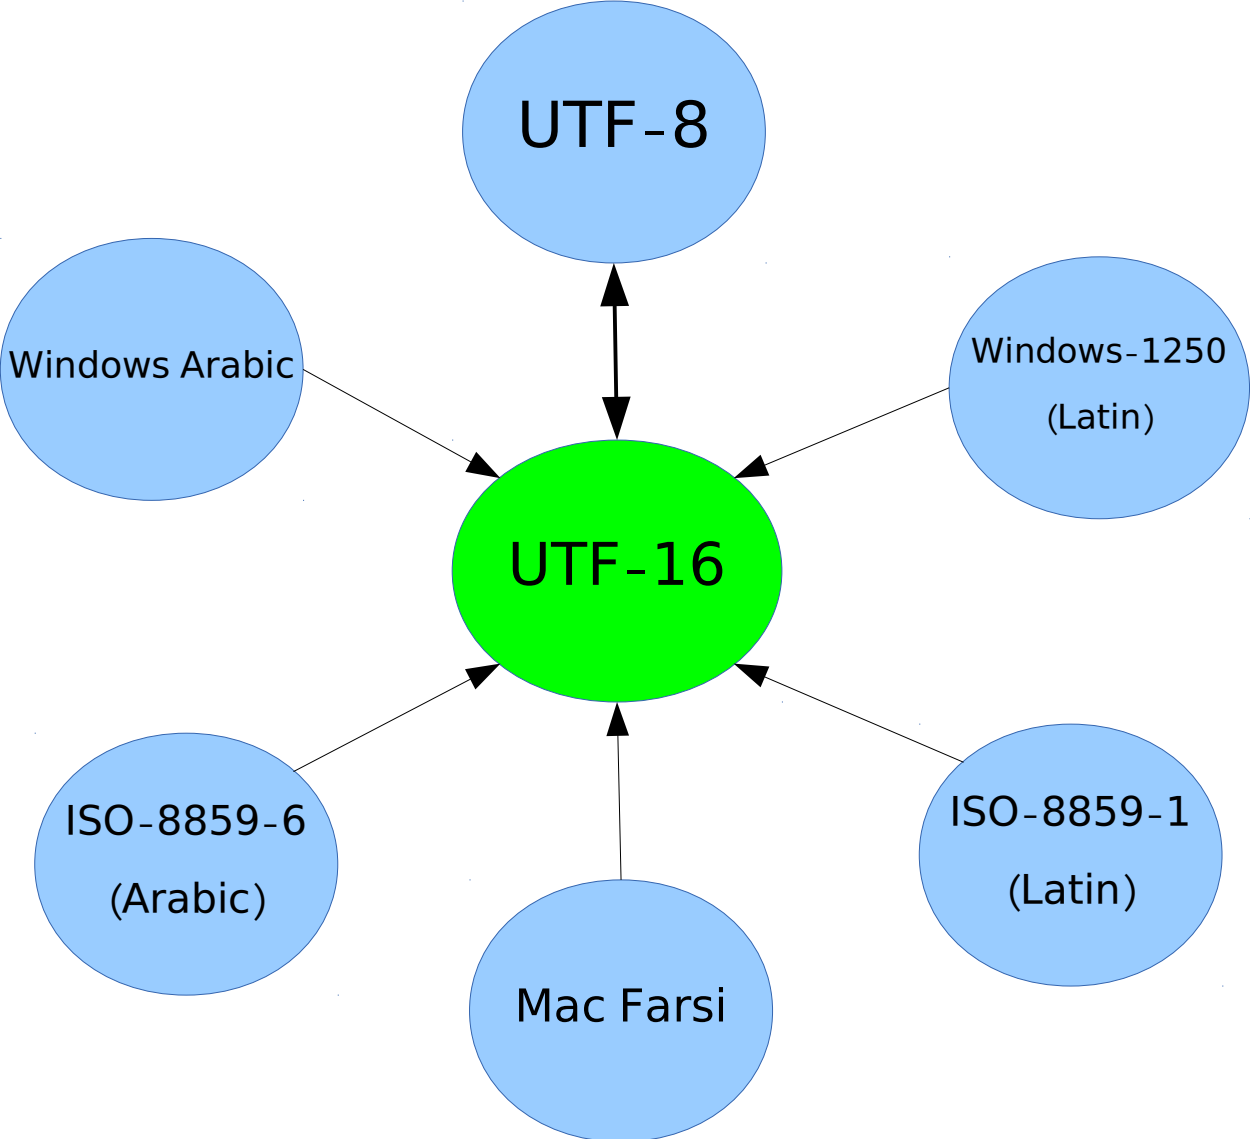 UTF-8
Windows Arabic
Windows-1250
(Latin)
UTF-16
ISO-8859-6
(Arabic)
ISO-8859-1
(Latin)
Mac Farsi